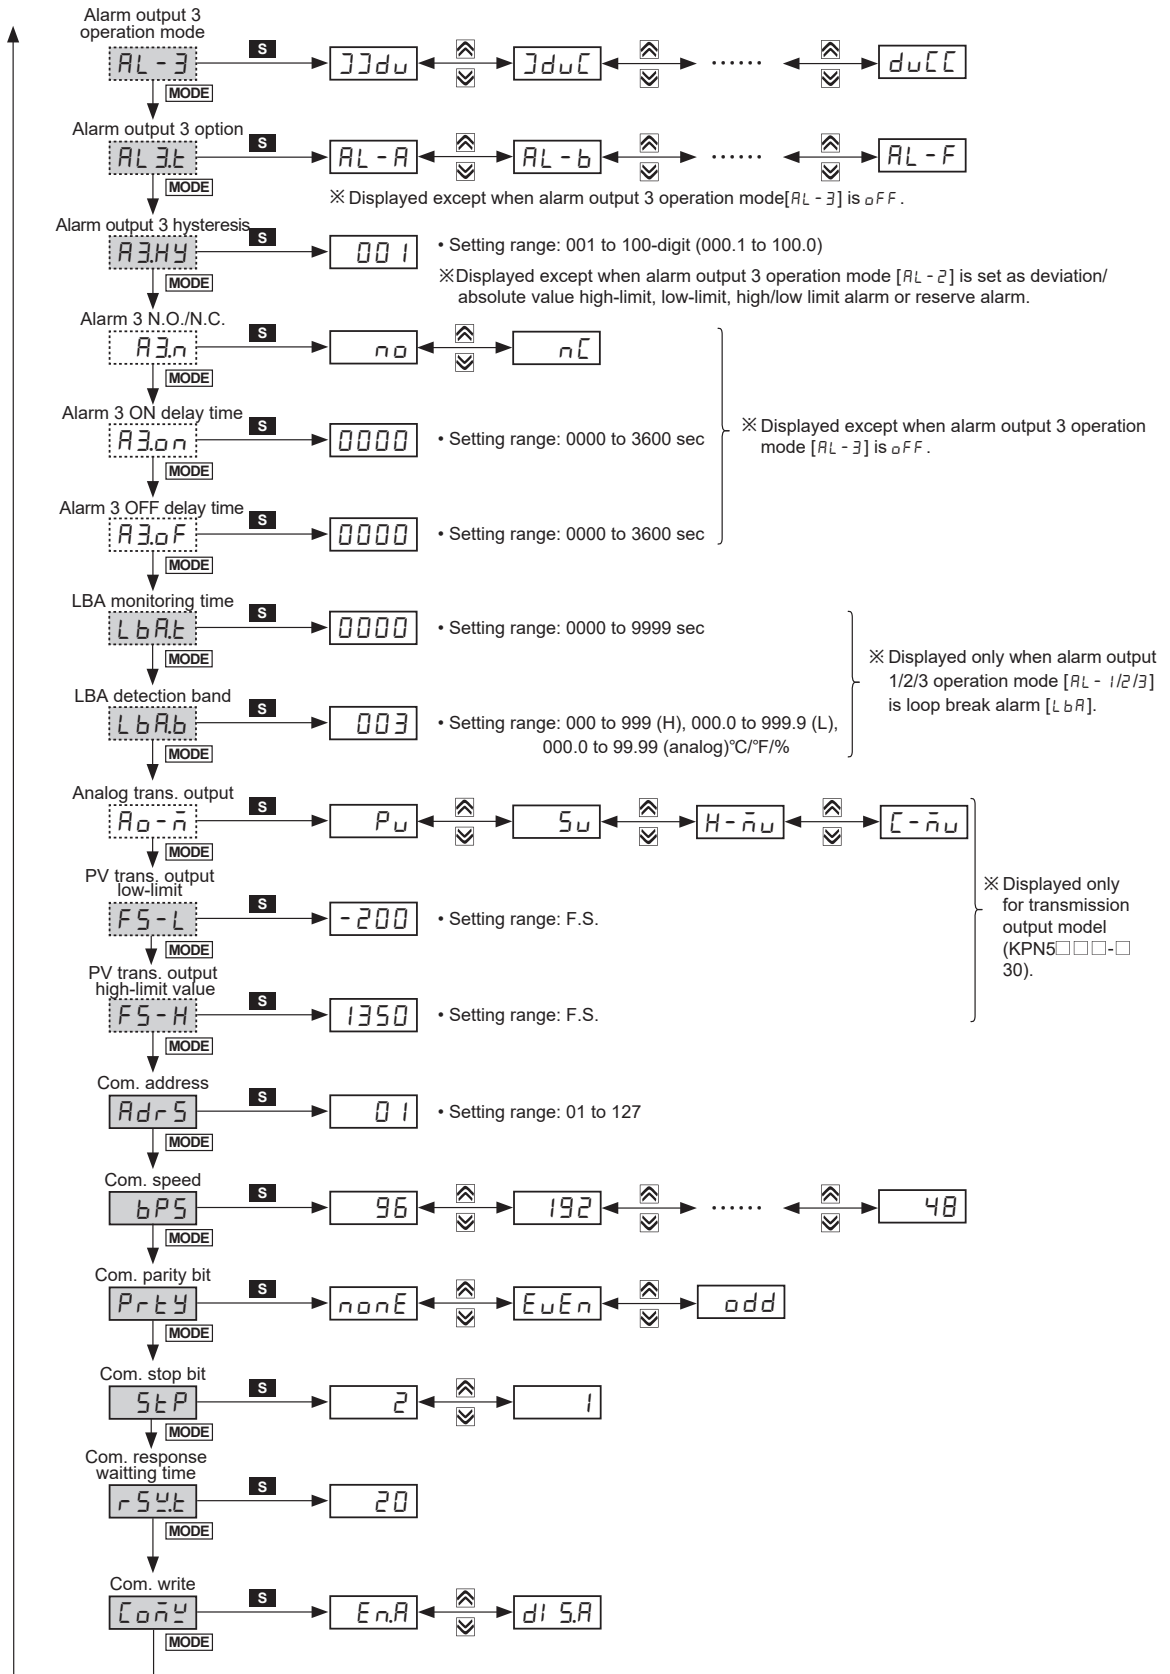 Alarm output 3
operation mode
AL-3 S ]]du ]duC ······ duCC
MODE
Alarm output 3 option
AL3.t S AL-A AL-b ······ AL-F
MODE
※Displayed except when alarm output 3 operation mode[AL-3] is oFF.
Alarm output 3 hysteresis
A3.HY S 001 • Setting range: 001 to 100-digit (000.1 to 100.0)
MODE
※Displayed except when alarm output 3 operation mode [AL-2] is set as deviation/
absolute value high-limit, low-limit, high/low limit alarm or reserve alarm.
Alarm 3 N.O./N.C.
A3.n S no nC
MODE
Alarm 3 ON delay time
A3.on S 0000 • Setting range: 0000 to 3600 sec
MODE
※Displayed except when alarm output 3 operation
mode [AL-3] is oFF.
Alarm 3 OFF delay time
A3.oF S 0000 • Setting range: 0000 to 3600 sec
MODE
LBA monitoring time
LbA.t S 0000 • Setting range: 0000 to 9999 sec
MODE
※Displayed only when alarm output
1/2/3 operation mode [AL-1/2/3]
is loop break alarm [LbA].
LBA detection band
LbA.b S 003 • Setting range: 000 to 999 (H), 000.0 to 999.9 (L),
000.0 to 99.99 (analog)℃/℉/%
MODE
Analog trans. output
Ao-m S Pv Sv H-mv C-mv
MODE
PV trans. output
low-limit
FS-L S -200 • Setting range: F.S.
MODE
※Displayed only
for transmission
output model
(KPN5□□□-□
30).
PV trans. output
high-limit value
FS-H S 1350 • Setting range: F.S.
MODE
Com. address
AdrS S 01 • Setting range: 01 to 127
MODE
Com. speed
bPS S 96 192 ······ 48
MODE
Com. parity bit
PrtY S nonE EvEn odd
MODE
Com. stop bit
StP S 2 1
MODE
Com. response
waitting time
rSW.t S 20
MODE
Com. write
ComW S En.A dIS.A
MODE